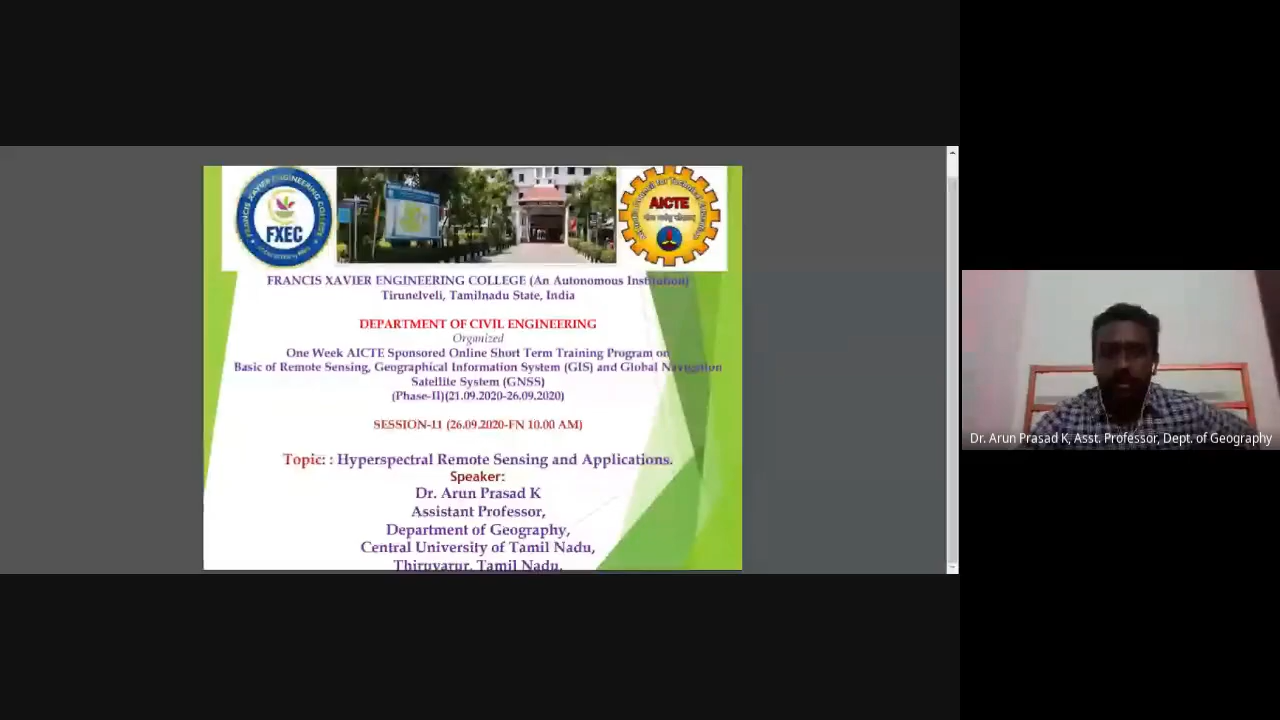 FRANCIS XAVIER ENGINEERING COLLEGE
FXEC
AICTE
FRANCIS XAVIER ENGINEERING COLLEGE (An Autonomous Institution)
Tirunelveli, Tamilnadu State, India
DEPARTMENT OF CIVIL ENGINEERING
Organized
One Week AICTE Sponsored Online Short Term Training Program on
Basic of Remote Sensing, Geographical Information System (GIS) and Global Navigation
Satellite System (GNSS)
(Phase-II)(21.09.2020-26.09.2020)
SESSION-11 (26.09.2020-FN 10.00 AM)
Topic: : Hyperspectral Remote Sensing and Applications.
Speaker:
Dr. Arun Prasad K
Assistant Professor,
Department of Geography,
Central University of Tamil Nadu,
Thiruvarur, Tamil Nadu.
Dr. Arun Prasad K, Asst. Professor, Dept. of Geography